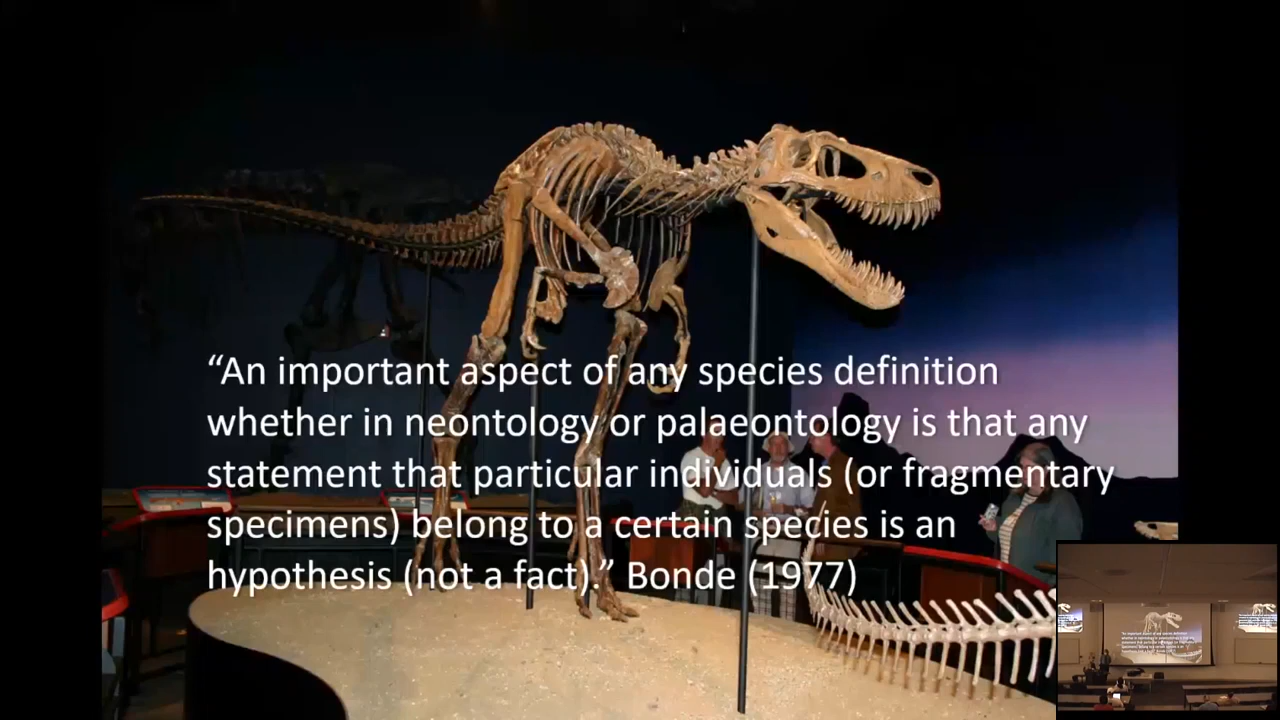 “An important aspect of any species definition
whether in neontology or palaeontology is that any
statement that particular individuals (or fragmentary
specimens) belong to a certain species is an
hypothesis (not a fact).” Bonde (1977)